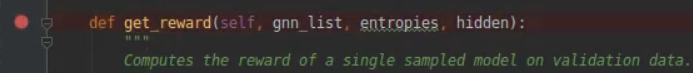 def get_reward(self, gnn_list, entropies, hidden):
"""
Computes the reward of a single sampled model on validation data.